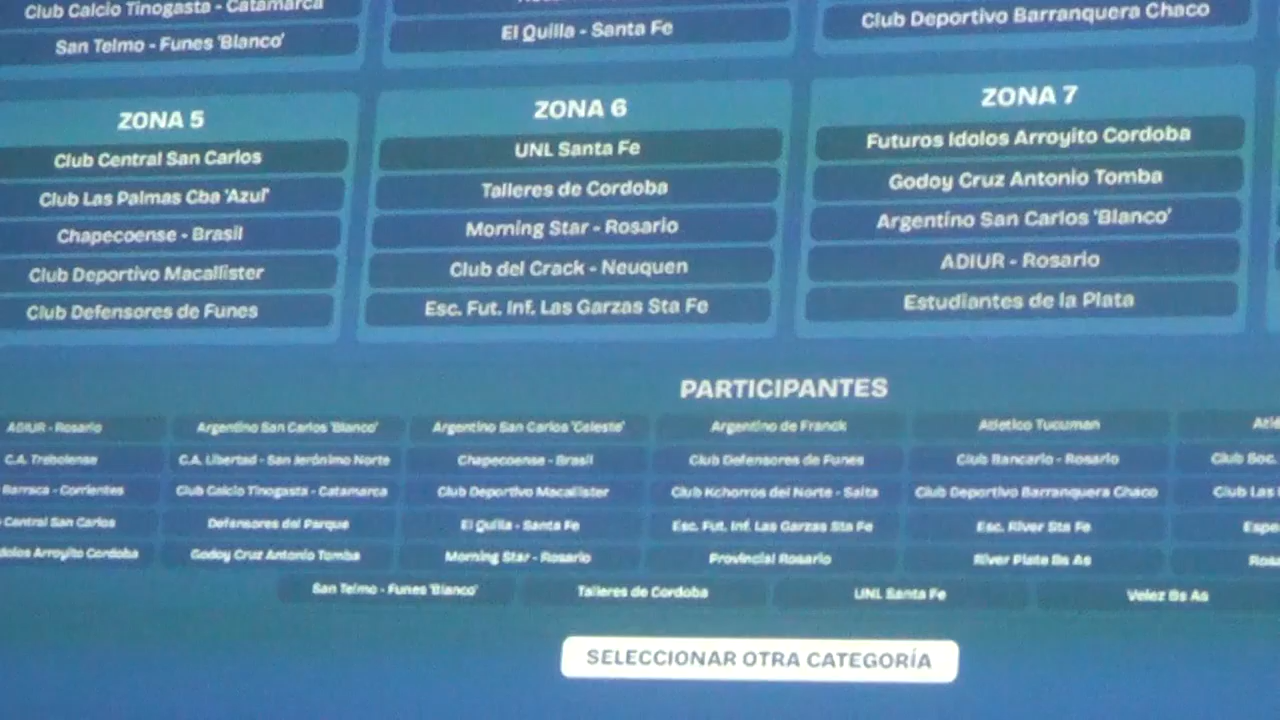 Club Calcio Tinogasta - Catamarca
San Telmo - Funes 'Blanco'
El Quilla - Santa Fe
Club Deportivo Barranquera Chaco
ZONA 5
Club Central San Carlos
Club Las Palmas Cba 'Azul'
Chapecoense - Brasil
Club Deportivo Macallister
Club Defensores de Funes
ZONA 6
UNL Santa Fe
Talleres de Cordoba
Morning Star - Rosario
Club del Crack - Neuquen
Esc. Fut. Inf. Las Garzas Sta Fe
ZONA 7
Futuros Idolos Arroyito Cordoba
Godoy Cruz Antonio Tomba
Argentino San Carlos 'Blanco'
ADIUR - Rosario
Estudiantes de la Plata
PARTICIPANTES
ADIUR - Rosario
Argentino San Carlos 'Blanco'
Argentino San Carlos 'Celeste'
Argentino de Franck
Atletico Tucuman
C.A. Trebolense
C.A. Libertad - San Jerónimo Norte
Chapecoense - Brasil
Club Defensores de Funes
Club Bancario - Rosario
Club Soc.
Barraca - Corrientes
Club Calcio Tinogasta - Catamarca
Club Deportivo Macallister
Club Kchorros del Norte - Salta
Club Deportivo Barranquera Chaco
Club Las
Central San Carlos
Defensores del Parque
El Quilla - Santa Fe
Esc. Fut. Inf. Las Garzas Sta Fe
Esc. River Sta Fe
Arroyito Cordoba
Godoy Cruz Antonio Tomba
Morning Star - Rosario
Provincial Rosario
River Plate Bs As
San Telmo - Funes 'Blanco'
Talleres de Cordoba
UNL Santa Fe
Velez Bs As
SELECCIONAR OTRA CATEGORÍA